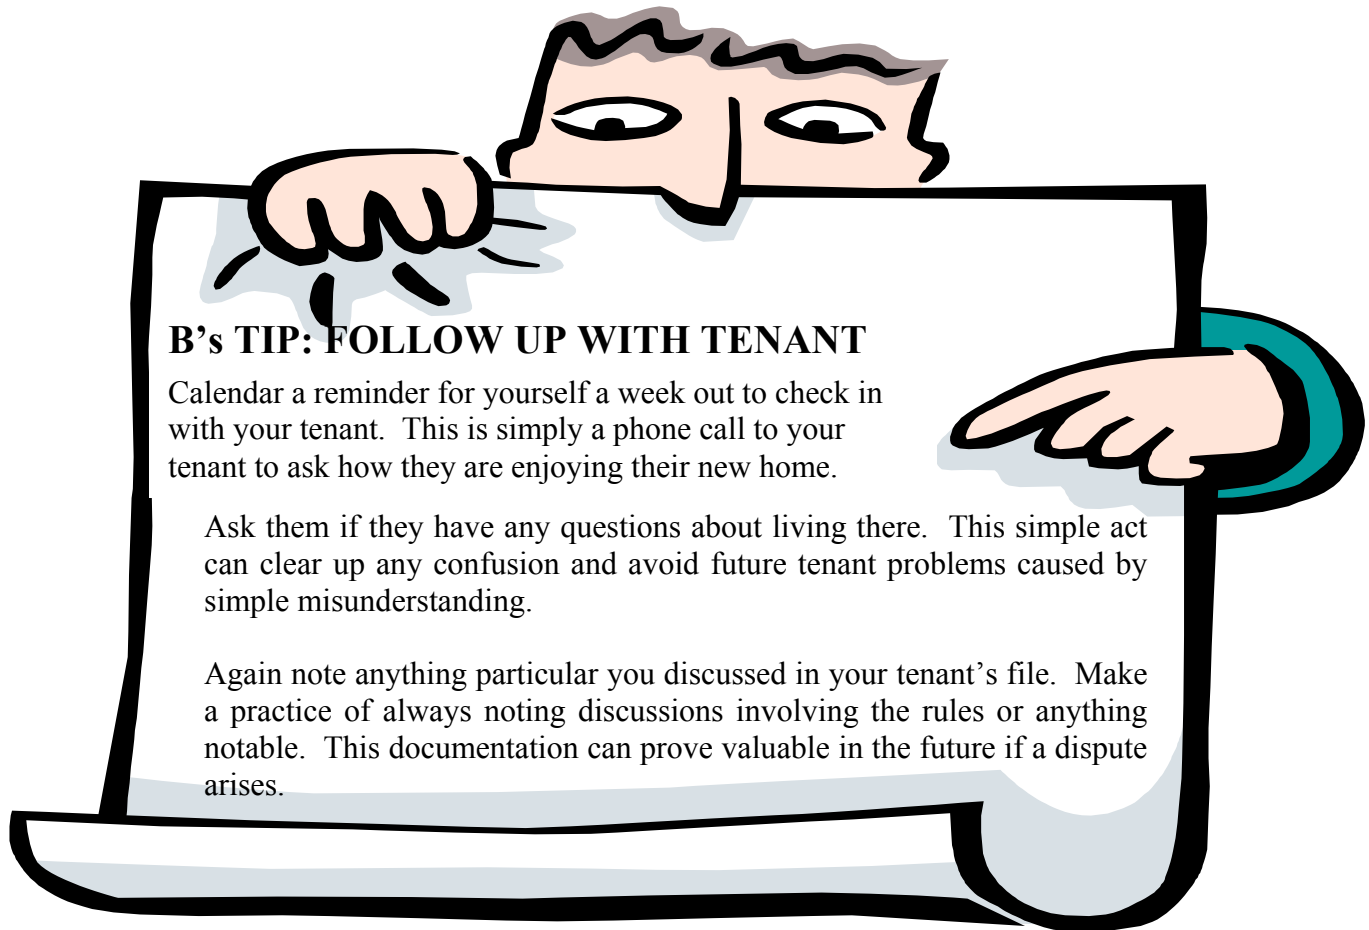 B’s TIP: FOLLOW UP WITH TENANT
Calendar a reminder for yourself a week out to check in
with your tenant.  This is simply a phone call to your
tenant to ask how they are enjoying their new home.
Ask them if they have any questions about living there.  This simple act
can clear up any confusion and avoid future tenant problems caused by
simple misunderstanding.
Again note anything particular you discussed in your tenant’s file.  Make
a practice of always noting discussions involving the rules or anything
notable.  This documentation can prove valuable in the future if a dispute
arises.